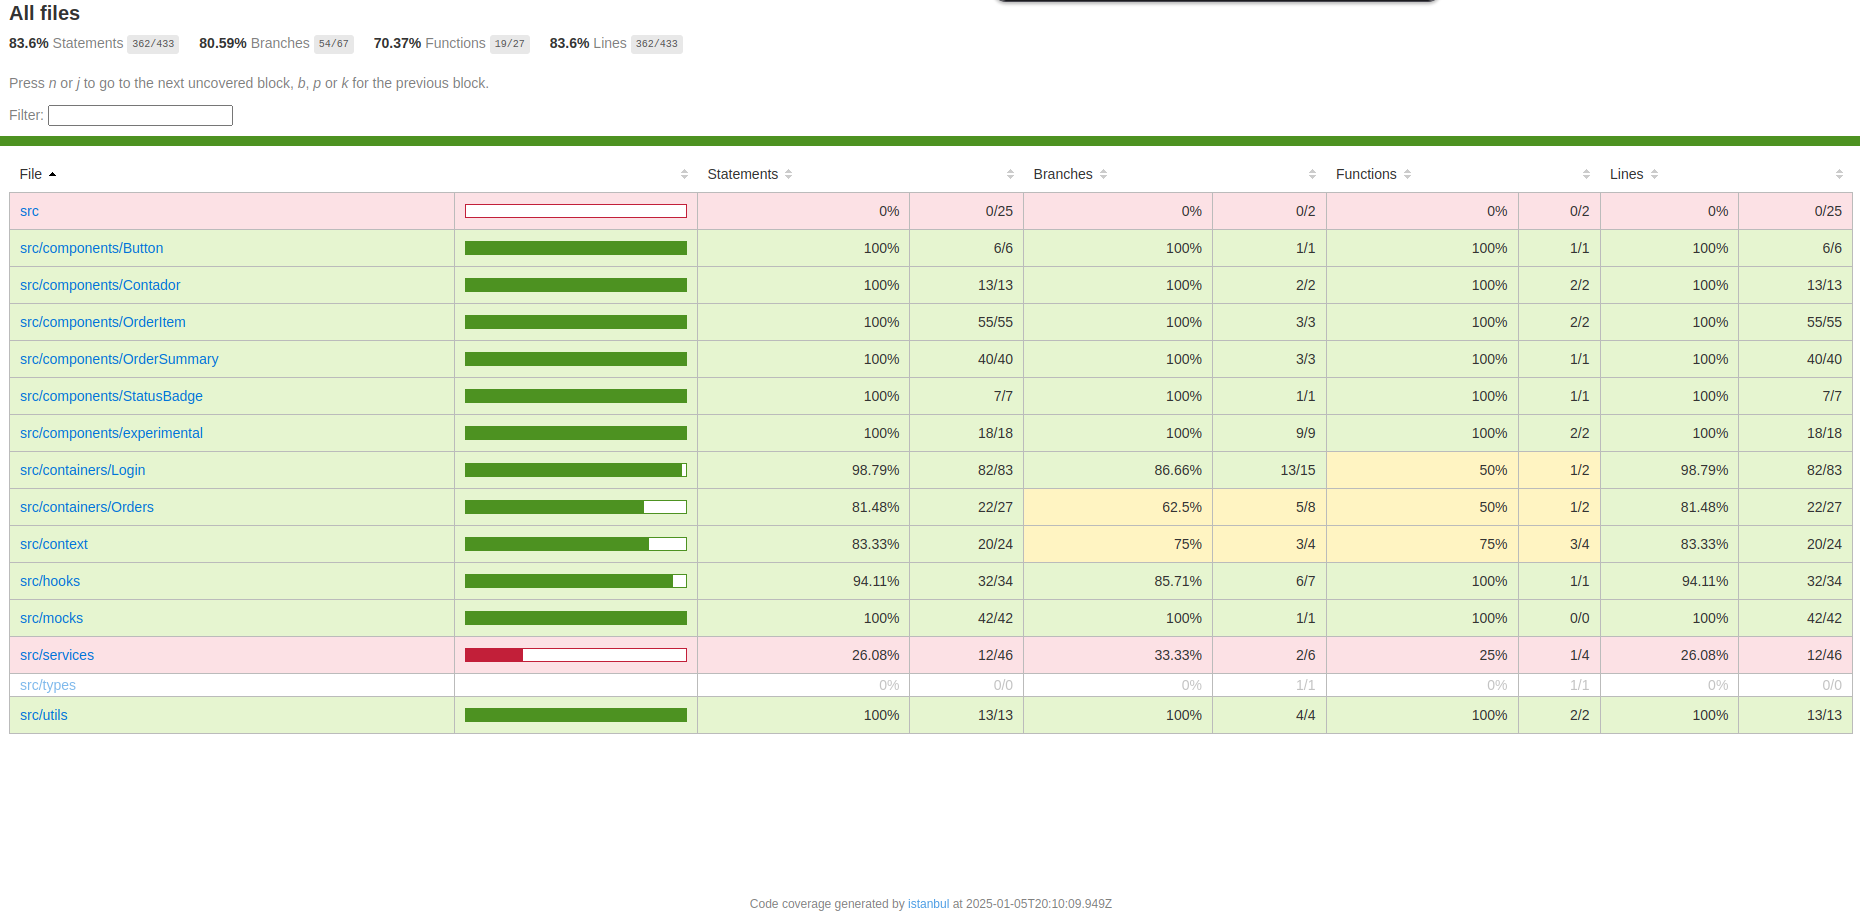 All files
83.6% Statements 362/433 80.59% Branches 54/67 70.37% Functions 19/27 83.6% Lines 362/433
Press n or j to go to the next uncovered block, b, p or k for the previous block.
Filter:
File Statements Branches Functions Lines
src 0% 0/25 0% 0/2 0% 0/2 0% 0/25
src/components/Button 100% 6/6 100% 1/1 100% 1/1 100% 6/6
src/components/Contador 100% 13/13 100% 2/2 100% 2/2 100% 13/13
src/components/OrderItem 100% 55/55 100% 3/3 100% 2/2 100% 55/55
src/components/OrderSummary 100% 40/40 100% 3/3 100% 1/1 100% 40/40
src/components/StatusBadge 100% 7/7 100% 1/1 100% 1/1 100% 7/7
src/components/experimental 100% 18/18 100% 9/9 100% 2/2 100% 18/18
src/containers/Login 98.79% 82/83 86.66% 13/15 50% 1/2 98.79% 82/83
src/containers/Orders 81.48% 22/27 62.5% 5/8 50% 1/2 81.48% 22/27
src/context 83.33% 20/24 75% 3/4 75% 3/4 83.33% 20/24
src/hooks 94.11% 32/34 85.71% 6/7 100% 1/1 94.11% 32/34
src/mocks 100% 42/42 100% 1/1 100% 0/0 100% 42/42
src/services 26.08% 12/46 33.33% 2/6 25% 1/4 26.08% 12/46
src/types 0% 0/0 0% 1/1 0% 1/1 0% 0/0
src/utils 100% 13/13 100% 4/4 100% 2/2 100% 13/13
Code coverage generated by istanbul at 2025-01-05T20:10:09.949Z